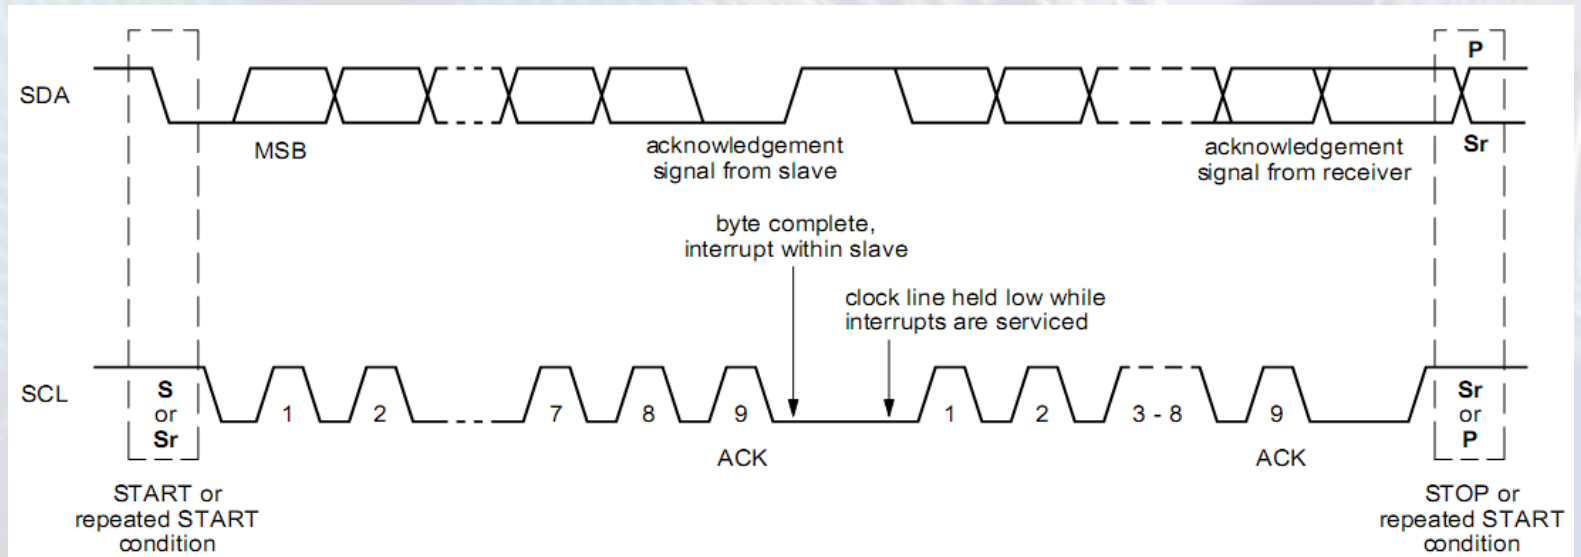 P
SDA
MSB
acknowledgement
signal from slave
acknowledgement
signal from receiver
Sr
byte complete,
interrupt within slave
clock line held low while
interrupts are serviced
SCL
S
or
Sr
1
2
7
8
9
1
2
3 - 8
9
Sr
or
P
ACK
ACK
START or
repeated START
condition
STOP or
repeated START
condition